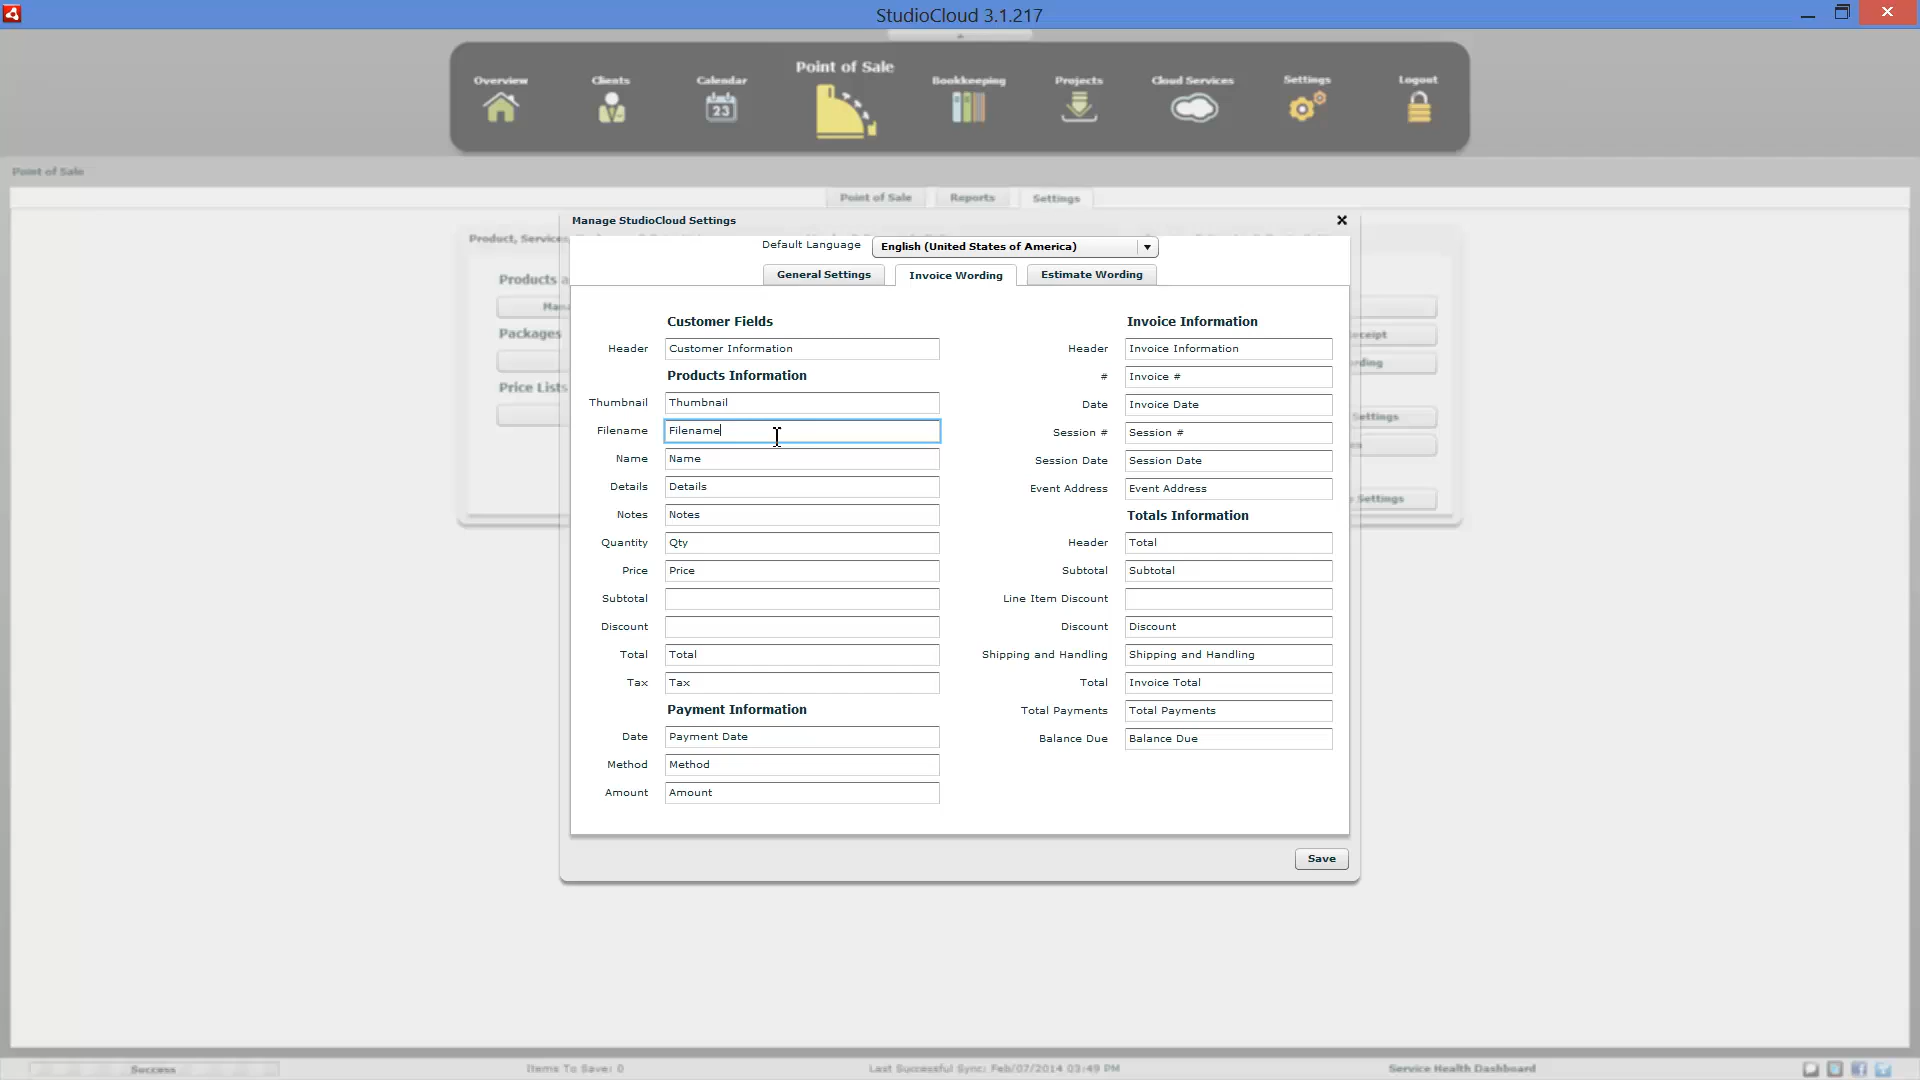 StudioCloud 3.1.217
Overview
Clients
Calendar
23
Point of Sale
Bookkeeping
Projects
Cloud Services
Settings
Logout
Point of Sale
Point of Sale
Reports
Settings
Manage StudioCloud Settings
Product, Service,
Default Language
English (United States of America)
General Settings
Invoice Wording
Estimate Wording
Products a
Packages
Price Lists
Customer Fields
Header
Customer Information
Products Information
Thumbnail
Thumbnail
Filename
Filename
Name
Name
Details
Details
Notes
Notes
Quantity
Qty
Price
Price
Subtotal
Discount
Total
Total
Tax
Tax
Payment Information
Date
Payment Date
Method
Method
Amount
Amount
Invoice Information
Header
Invoice Information
#
Invoice #
Date
Invoice Date
Session #
Session #
Session Date
Session Date
Event Address
Event Address
Totals Information
Header
Total
Subtotal
Subtotal
Line Item Discount
Discount
Discount
Shipping and Handling
Shipping and Handling
Total
Invoice Total
Total Payments
Total Payments
Balance Due
Balance Due
eceipt
rding
Settings
Settings
Save
Success
Items To Save: 0
Last Successful Sync: Feb/07/2014 03:49 PM
Service Health Dashboard